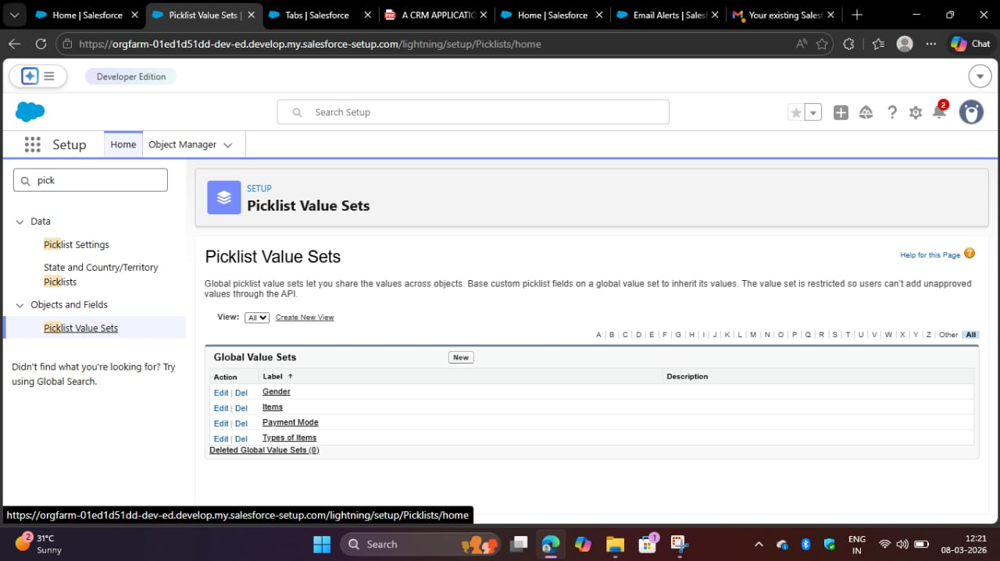 Home | Salesforce
Picklist Value Sets |
Tabs | Salesforce
A CRM APPLICATIO
Home | Salesforce
Email Alerts | Sales
Your existing Sales
https://orgfarm-01ed1d51dd-dev-ed.develop.my.salesforce-setup.com/lightning/setup/Picklists/home
Chat
Developer Edition
Search Setup
2
Setup
Home
Object Manager
pick
Data
Picklist Settings
State and Country/Territory
Picklists
Objects and Fields
Picklist Value Sets
Didn't find what you're looking for? Try
using Global Search.
SETUP
Picklist Value Sets
Picklist Value Sets
Help for this Page ?
Global picklist value sets let you share the values across objects. Base custom picklist fields on a global value set to inherit its values. The value set is restricted so users can't add unapproved
values through the API.
View: All Create New View
A | B | C | D | E | F | G | H | I | J | K | L | M | N | O | P | Q | R | S | T | U | V | W | X | Y | Z | Other All
Global Value Sets New
Action Label ↑ Description
Edit | Del Gender
Edit | Del Items
Edit | Del Payment Mode
Edit | Del Types of Items
Deleted Global Value Sets (0)
https://orgfarm-01ed1d51dd-dev-ed.develop.my.salesforce-setup.com/lightning/setup/Picklists/home
2
31°C
Sunny
Search
1
ENG
IN
12:21
08-03-2026